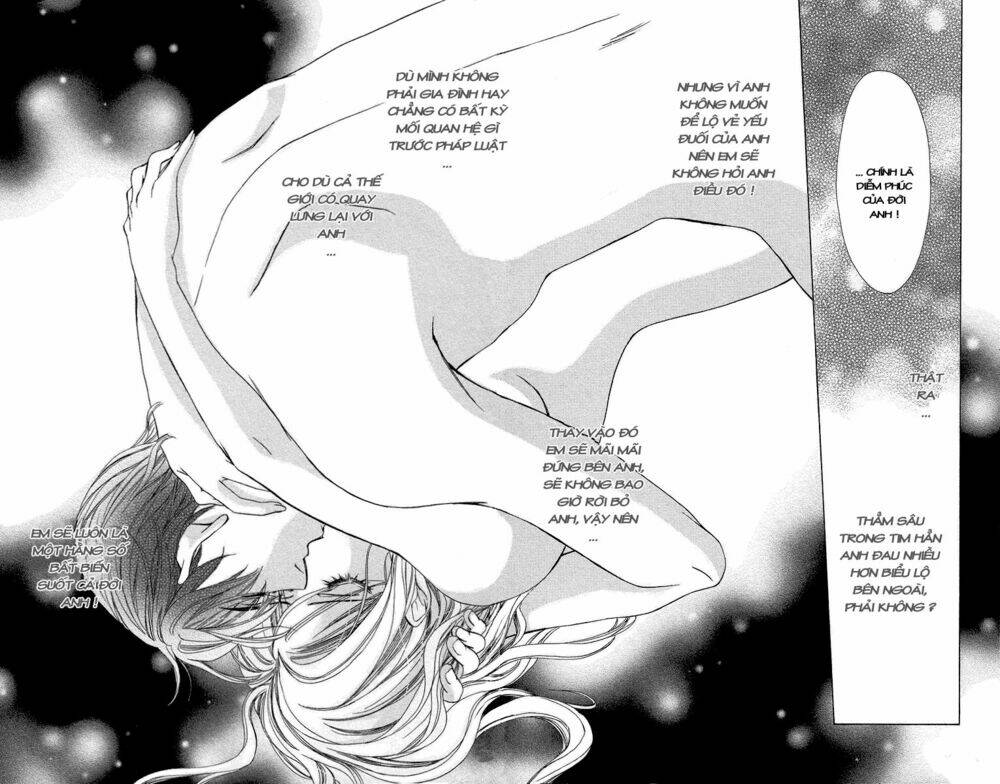 ... CHÍNH LÀ
DIỄM PHÚC
CỦA ĐỜI
ANH !
THẬT
RA
...
THẲM SÂU
TRONG TIM HẲN
ANH ĐAU NHIỀU
HƠN BIỂU LỘ
BÊN NGOÀI,
PHẢI KHÔNG ?
NHƯNG VÌ ANH
KHÔNG MUỐN
ĐỂ LỘ VẺ YẾU
ĐUỐI CỦA ANH
NÊN EM SẼ
KHÔNG HỎI ANH
ĐIỀU ĐÓ !
THAY VÀO ĐÓ
EM SẼ MÃI MÃI
ĐỨNG BÊN ANH,
SẼ KHÔNG BAO
GIỜ RỜI BỎ
ANH, VẬY NÊN
...
DÙ MÌNH KHÔNG
PHẢI GIA ĐÌNH HAY
CHẲNG CÓ BẤT KỲ
MỐI QUAN HỆ GÌ
TRƯỚC PHÁP LUẬT
...
CHO DÙ CẢ THẾ
GIỚI CÓ QUAY
LƯNG LẠI VỚI
ANH
...
EM SẼ LUÔN LÀ
MỘT HẰNG SỐ
BẤT BIẾN
SUỐT CẢ ĐỜI
ANH !